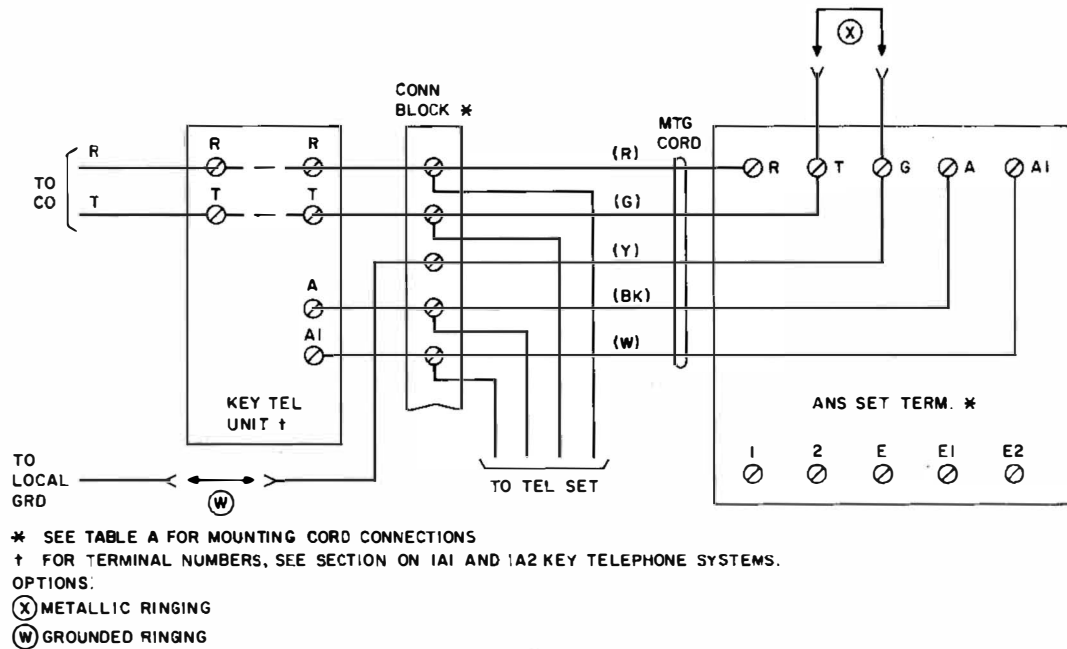 X
CONN
BLOCK *
MTG
CORD
R R (R) R T G A A1
TO
CO
R
T T T (G)
(Y)
A (BK)
A1 (W)
KEY TEL
UNIT †
ANS SET TERM. *
1 2 E E1 E2
TO
LOCAL
GRD
W
TO TEL SET
* SEE TABLE A FOR MOUNTING CORD CONNECTIONS
† FOR TERMINAL NUMBERS, SEE SECTION ON 1A1 AND 1A2 KEY TELEPHONE SYSTEMS.
OPTIONS:
X METALLIC RINGING
W GROUNDED RINGING